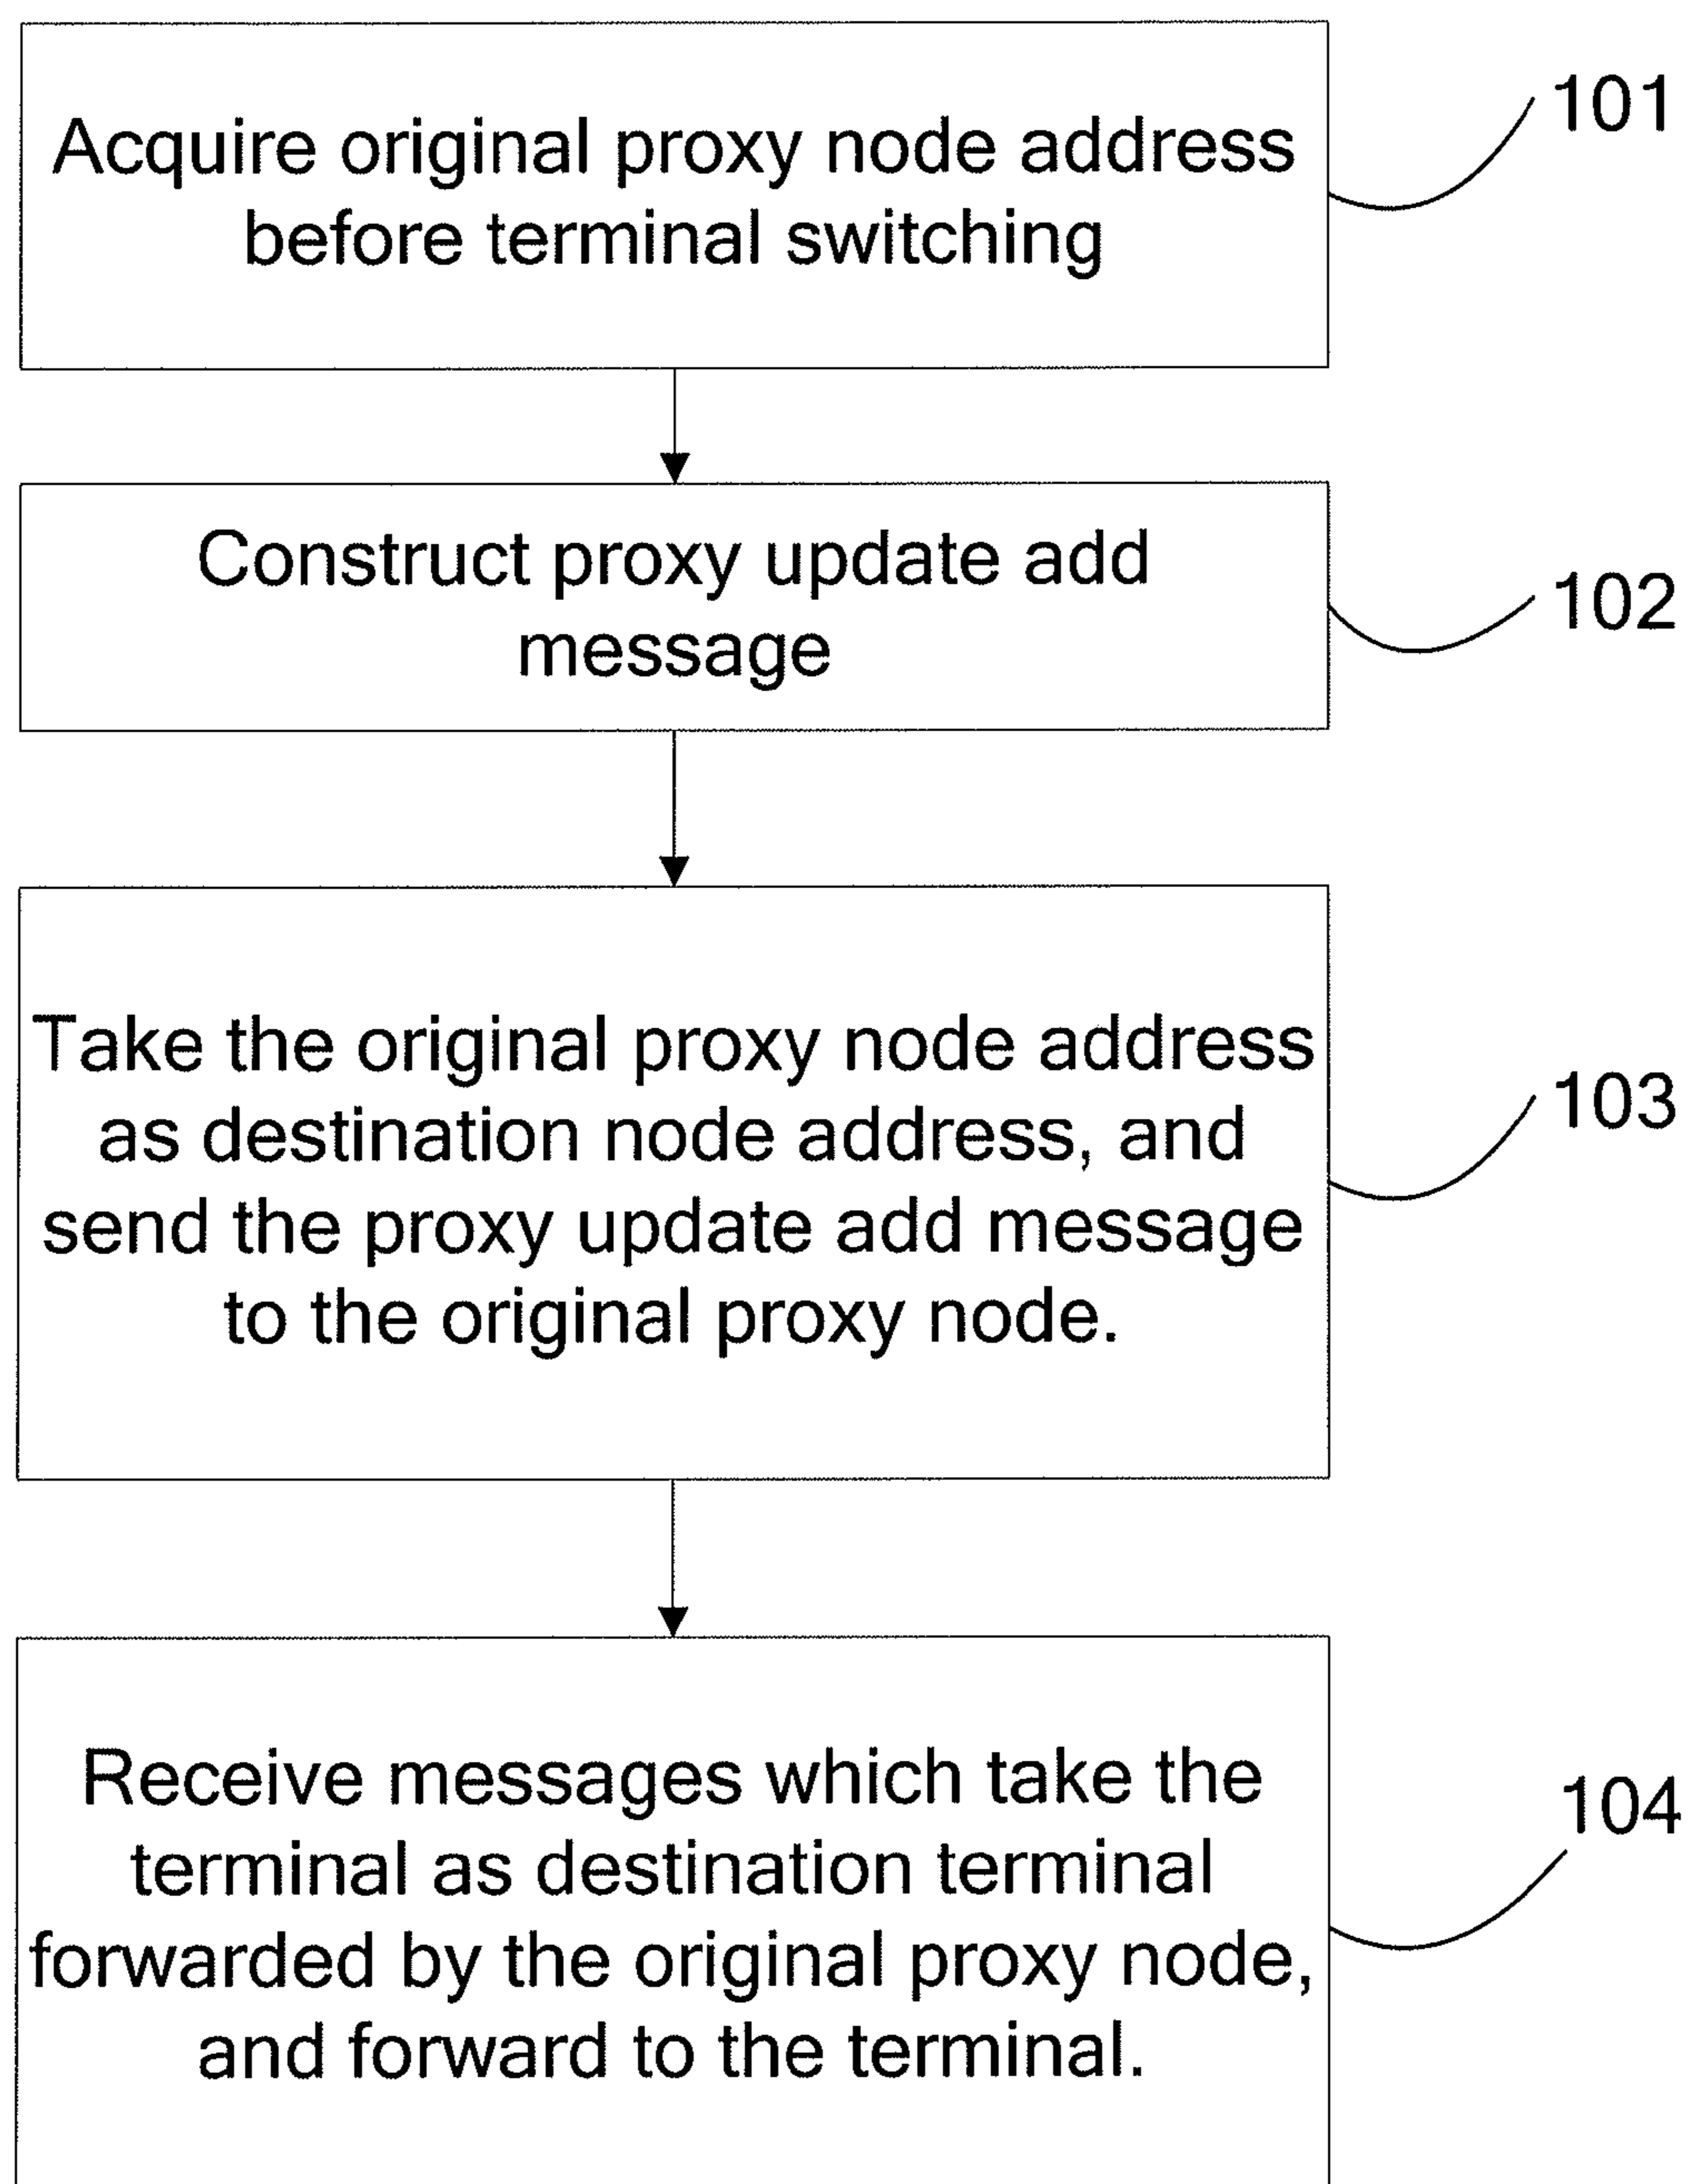 Acquire original proxy node address
before terminal switching
101
Construct proxy update add
message
102
Take the original proxy node address
as destination node address, and
send the proxy update add message
to the original proxy node.
103
Receive messages which take the
terminal as destination terminal
forwarded by the original proxy node,
and forward to the terminal.
104